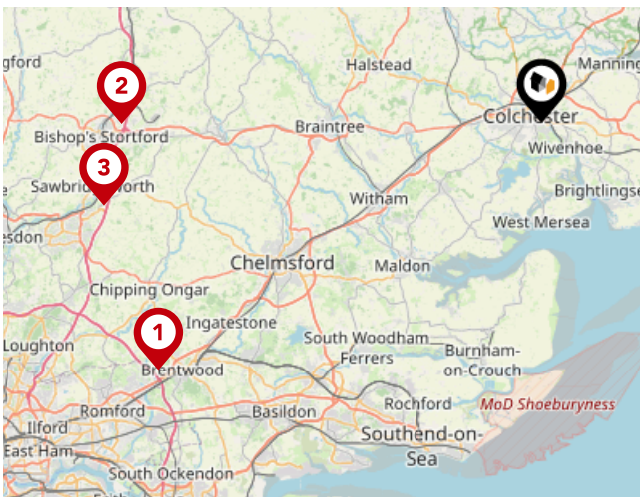 gford
Halstead
Manning
2
Colchester
Bishop's Stortford
Braintree
Wivenhoe
3
Sawbridgeworth
Witham
Brightlingse
esdon
West Mersea
Chelmsford
Maldon
Chipping Ongar
1
Ingatestone
Loughton
South Woodham
Ferrers
Burnham-
on-Crouch
Brentwood
Romford
Basildon
Rochford
MoD Shoeburyness
Ilford
Southend-on-
Sea
East Ham
South Ockendon